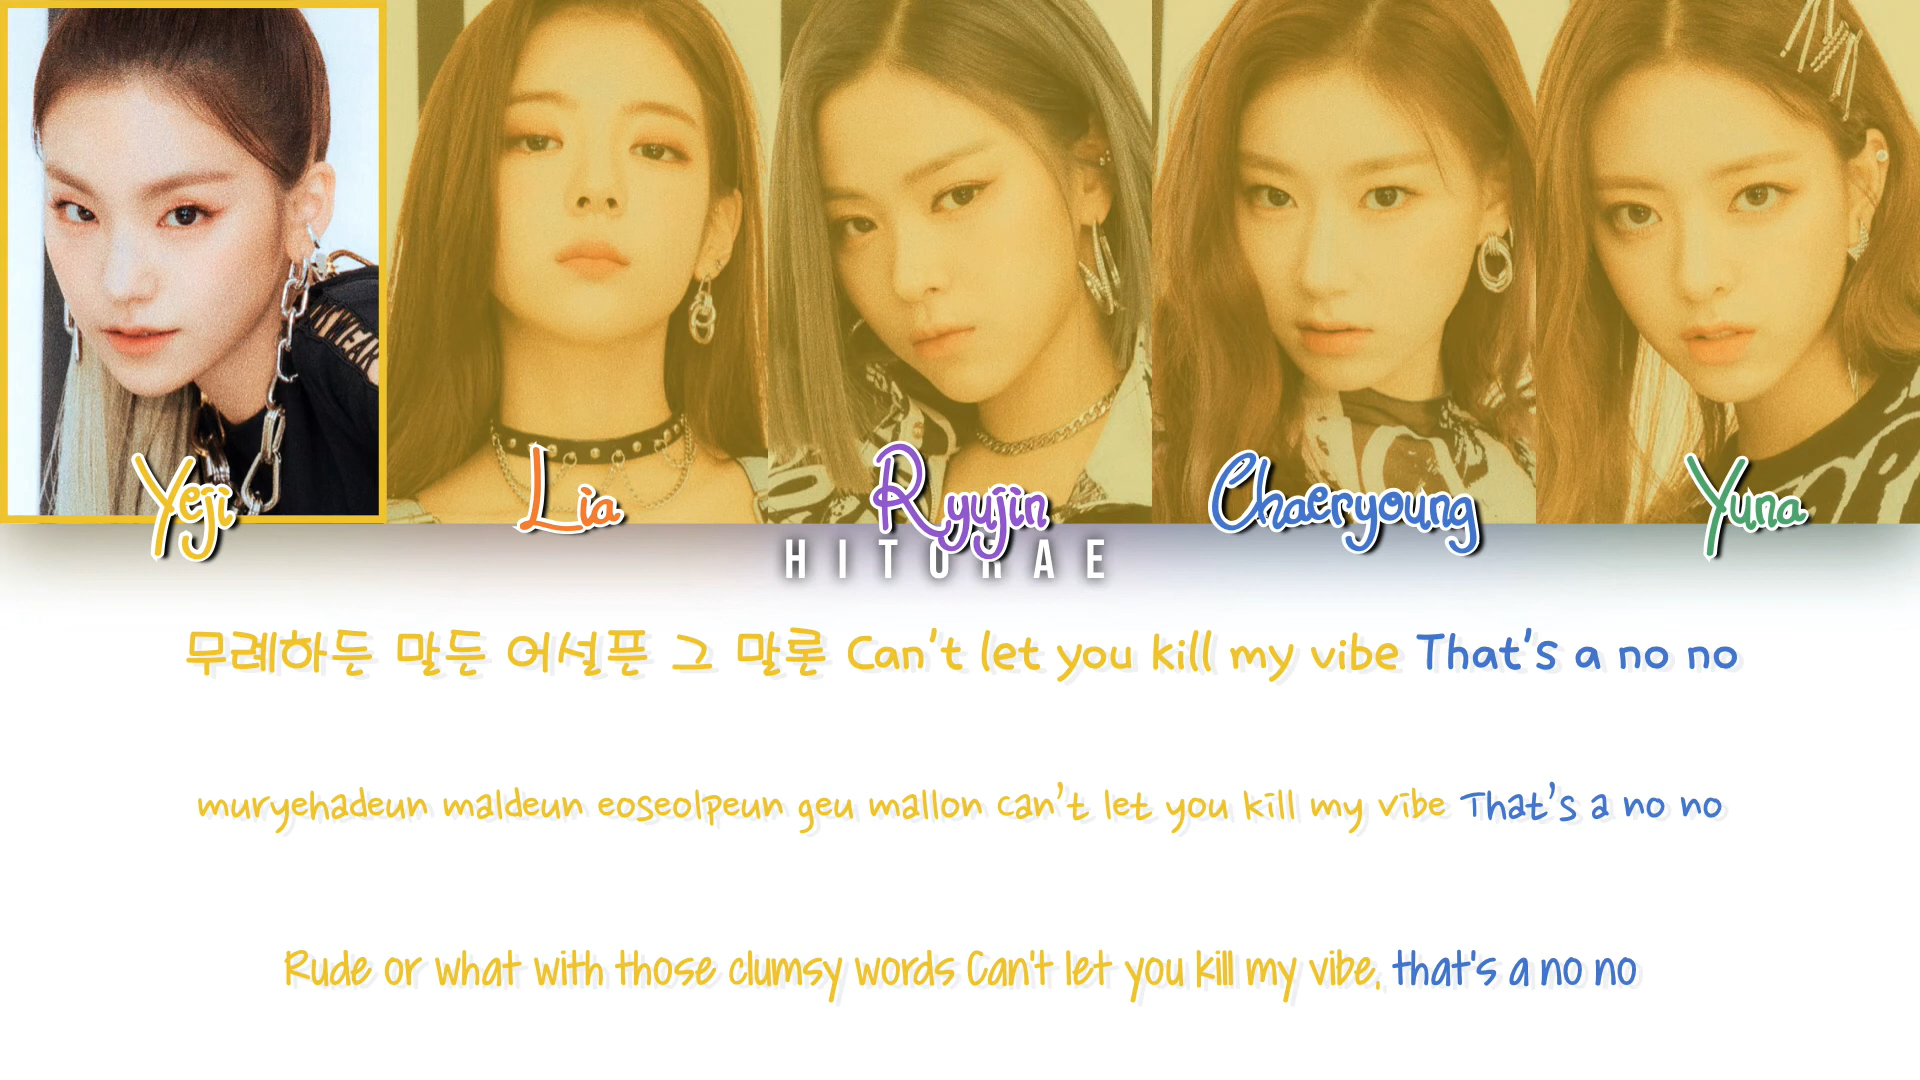 Yeji Lia Ryujin Chaeryoung Yuna
HITORAE
무례하든 말든 어설픈 그 말론 Can't let you kill my vibe That's a no no
muryehadeun maldeun eoseolpeun geu mallon can't let you kill my vibe That's a no no
Rude or what with those clumsy words Can't let you kill my vibe, that's a no no